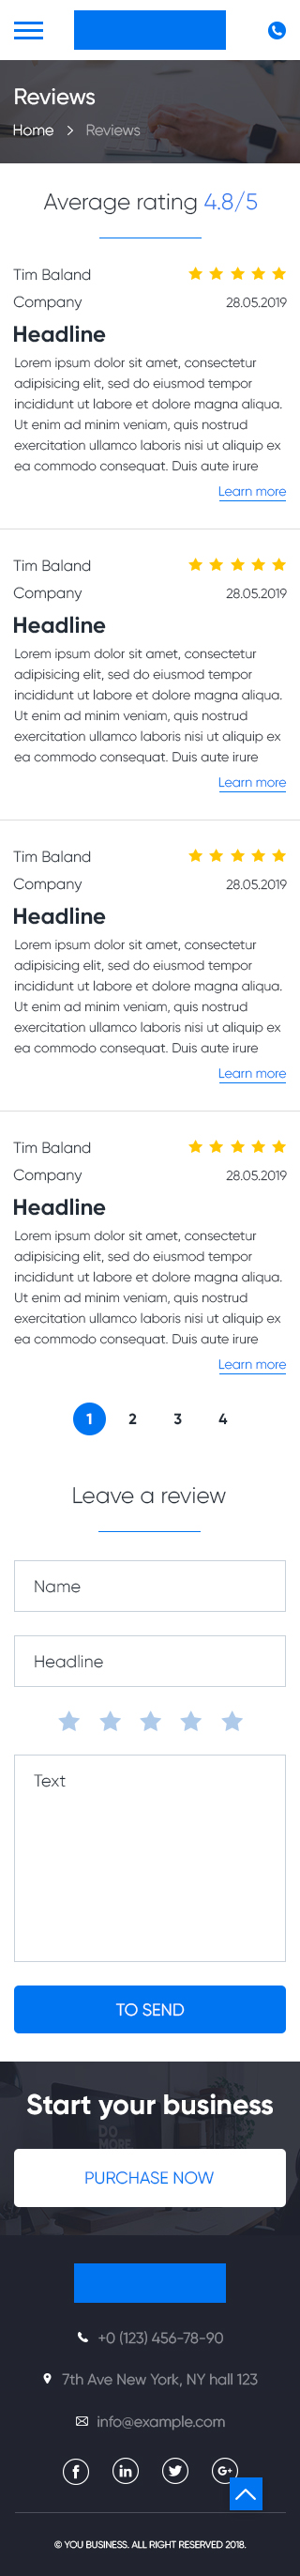 Reviews
Home > Reviews
Average rating 4.8/5
Tim Baland
Company 28.05.2019
Headline
Lorem ipsum dolor sit amet, consectetur
adipisicing elit, sed do eiusmod tempor
incididunt ut labore et dolore magna aliqua.
Ut enim ad minim veniam, quis nostrud
exercitation ullamco laboris nisi ut aliquip ex
ea commodo consequat. Duis aute irure
Learn more
Tim Baland
Company 28.05.2019
Headline
Lorem ipsum dolor sit amet, consectetur
adipisicing elit, sed do eiusmod tempor
incididunt ut labore et dolore magna aliqua.
Ut enim ad minim veniam, quis nostrud
exercitation ullamco laboris nisi ut aliquip ex
ea commodo consequat. Duis aute irure
Learn more
Tim Baland
Company 28.05.2019
Headline
Lorem ipsum dolor sit amet, consectetur
adipisicing elit, sed do eiusmod tempor
incididunt ut labore et dolore magna aliqua.
Ut enim ad minim veniam, quis nostrud
exercitation ullamco laboris nisi ut aliquip ex
ea commodo consequat. Duis aute irure
Learn more
Tim Baland
Company 28.05.2019
Headline
Lorem ipsum dolor sit amet, consectetur
adipisicing elit, sed do eiusmod tempor
incididunt ut labore et dolore magna aliqua.
Ut enim ad minim veniam, quis nostrud
exercitation ullamco laboris nisi ut aliquip ex
ea commodo consequat. Duis aute irure
Learn more
1 2 3 4
Leave a review
Name
Headline
Text
TO SEND
Start your business
DO
MORE
PURCHASE NOW
+0 (123) 456-78-90
7th Ave New York, NY hall 123
info@example.com
© YOU BUSINESS. ALL RIGHT RESERVED 2018.